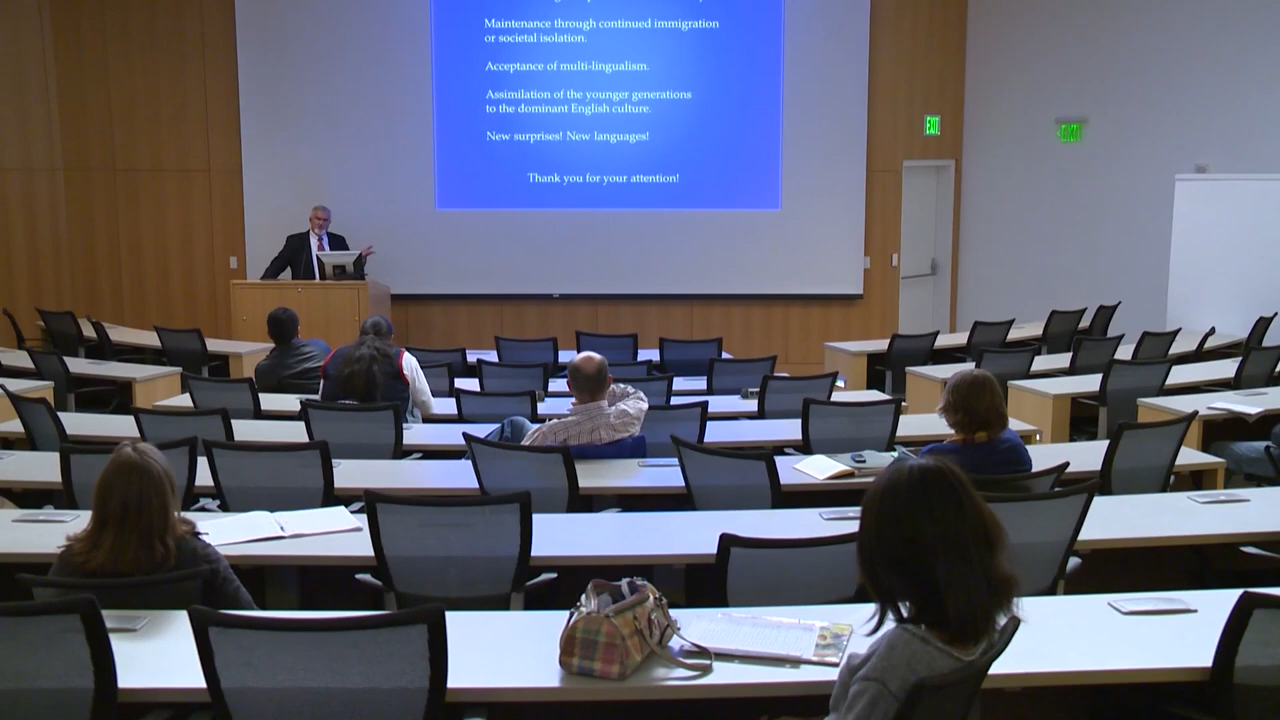 Maintenance through continued immigration
or societal isolation.
Acceptance of multi-lingualism.
Assimilation of the younger generations
to the dominant English culture.
New surprises! New languages!
Thank you for your attention!
EXIT
EXIT